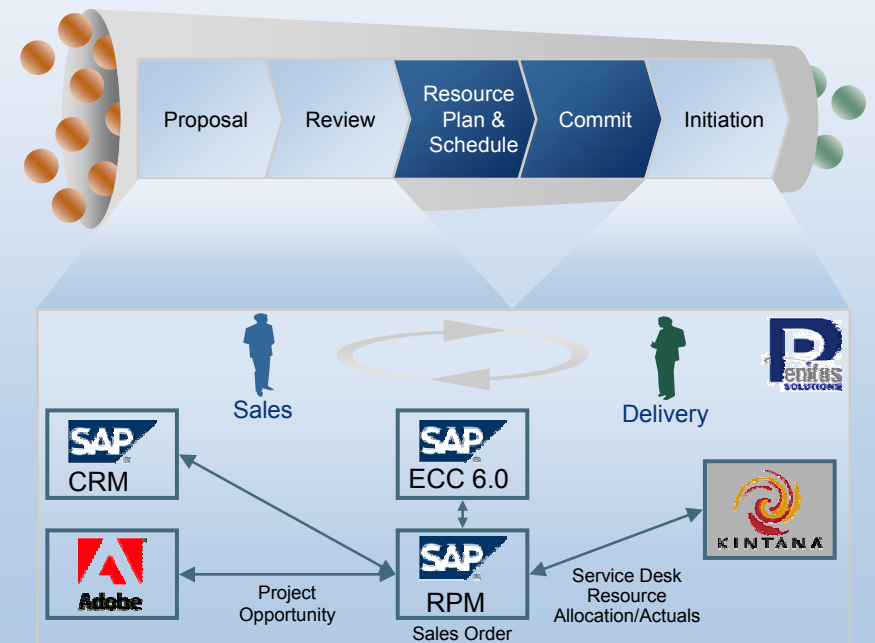 Proposal
Review
Resource
Plan &
Schedule
Commit
Initiation
Sales
Delivery
Penitus
SOLUTIONS
SAP
CRM
SAP
ECC 6.0
KINTANA
Adobe
Project
Opportunity
SAP
RPM
Sales Order
Service Desk
Resource
Allocation/Actuals